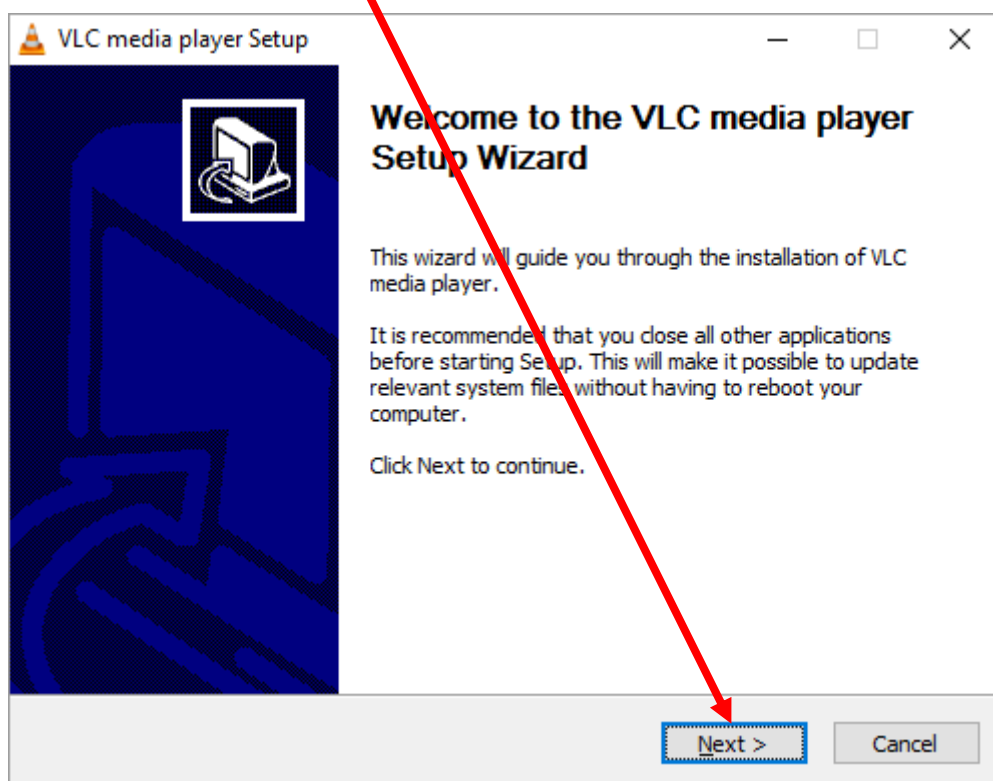 VLC media player Setup
Welcome to the VLC media player
Setup Wizard
This wizard will guide you through the installation of VLC
media player.
It is recommended that you close all other applications
before starting Setup. This will make it possible to update
relevant system files without having to reboot your
computer.
Click Next to continue.
Next >
Cancel